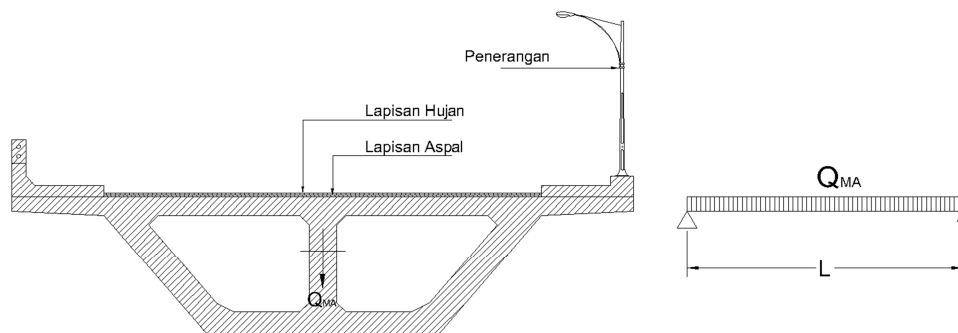 Penerangan
Lapisan Hujan
Lapisan Aspal
QMA
QMA
L